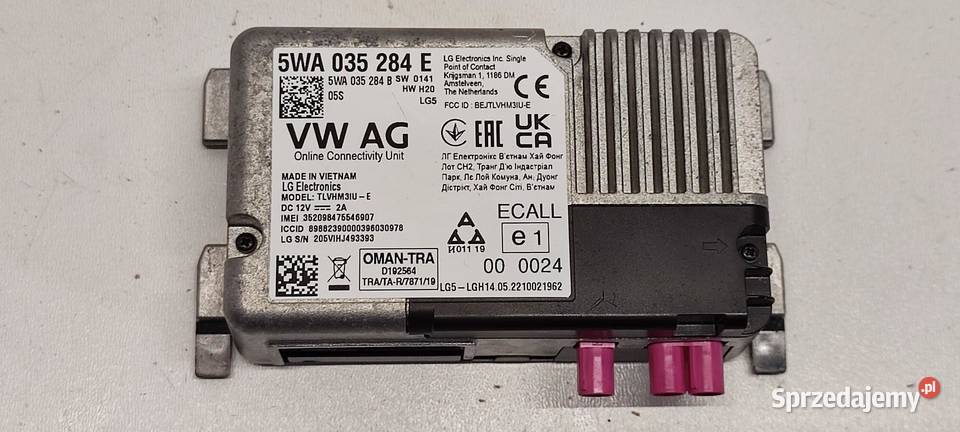 5WA 035 284 E
5WA 035 284 B SW 0141
HW H20
05S
LG5
VW AG
Online Connectivity Unit
MADE IN VIETNAM
LG Electronics
MODEL: TLVHM3IU-E
DC 12V 2A
IMEI 352098475546907
ICCID 89882390000396030978
LG S/N 205VIHJ493393
OMAN-TRA
D192564
TRA/TA-R/7871/19
LG Electronics Inc. Single
Point of Contact
Krijgsman 1, 1186 DM
Amstelveen,
The Netherlands
CE
FCC ID : BEJTLVHM3IU-E
EAC
UK
CA
ЛГ Електронікс В'єтнам Хай Фонг
Лот СН2, Транг Д'ю Індастріал
Парк, Лє Лой Комуна, Ан Дуонг
Дістрікт, Хай Фонг Сіті, В'єтнам
И011 19
ECALL
e 1
00 0024
LG5-LGH14.05.2210021962
Sprzedajemy.pl